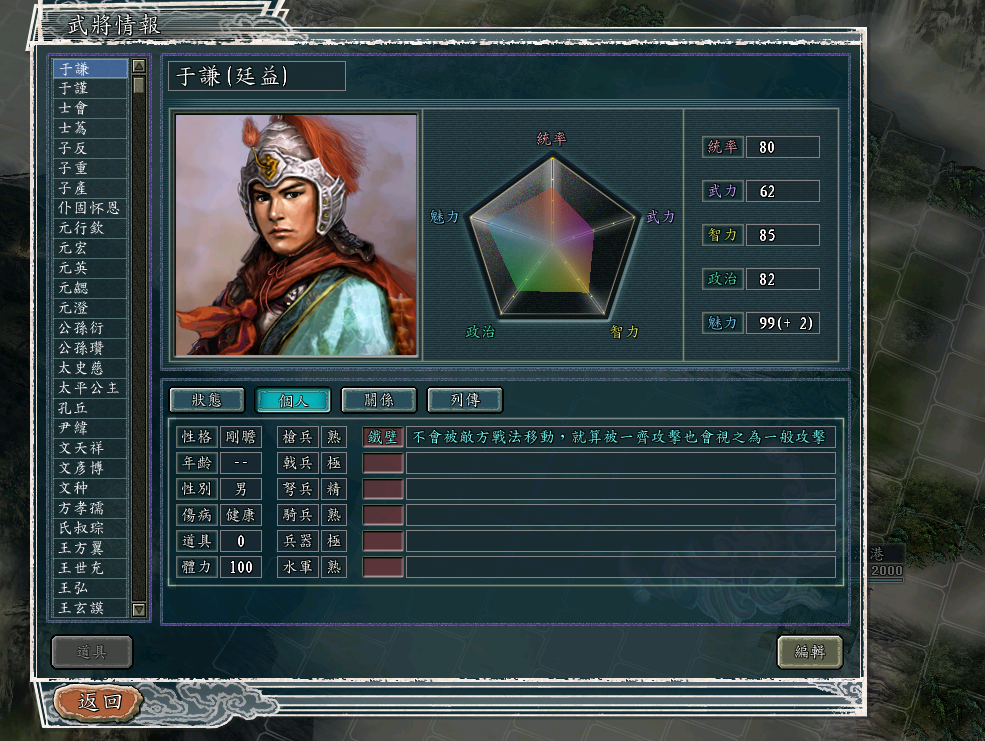 武將情報
于謙
于謹
士會
士蒍
子反
子重
子產
仆固怀恩
元行欽
元宏
元英
元勰
元澄
公孫衍
公孫瓚
太史慈
太平公主
孔丘
尹緯
文天祥
文彥博
文种
方孝孺
氏叔琮
王方翼
王世充
王弘
王玄謨
于謙(廷益)
統率
魅力
武力
政治
智力
統率 80
武力 62
智力 85
政治 82
魅力 99(+ 2)
狀態 個人 關係 列傳
性格 剛膽 槍兵 熟 鐵壁 不會被敵方戰法移動，就算被一齊攻擊也會視之為一般攻擊
年齡 -- 戟兵 極
性別 男 弩兵 精
傷病 健康 騎兵 熟
道具 0 兵器 極
體力 100 水軍 熟
港
2000
道具
編輯
返回